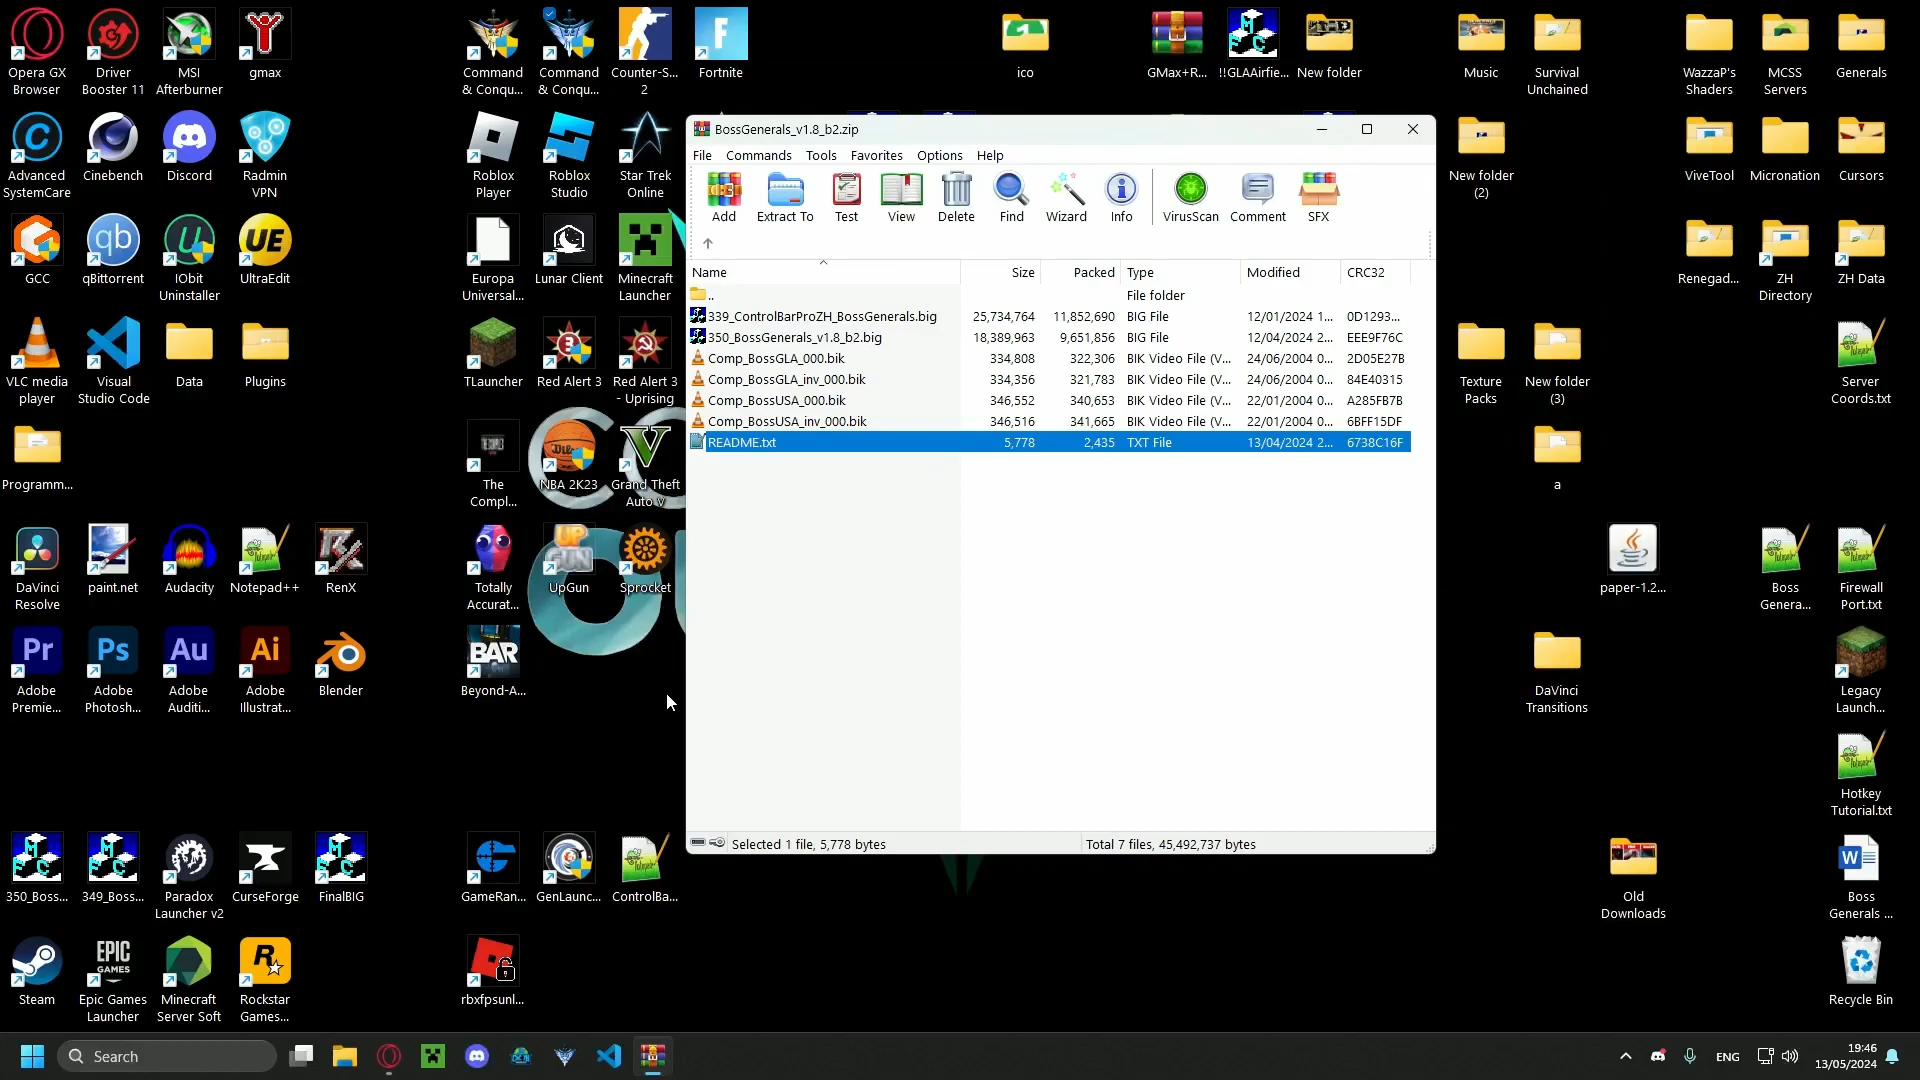 Opera GX
Browser
Driver
Booster 11
MSI
Afterburner
gmax
Command
& Conqu...
Command
& Conqu...
Counter-S...
2
Fortnite
ico
GMax+R...
!!GLAAirfie...
New folder
Music
Survival
Unchained
WazzaP's
Shaders
MCSS
Servers
Generals
Advanced
SystemCare
Cinebench
Discord
Radmin
VPN
Roblox
Player
Roblox
Studio
Star Trek
Online
New folder
(2)
ViveTool
Micronation
Cursors
GCC
qBittorrent
IObit
Uninstaller
UltraEdit
Europa
Universal...
Lunar Client
Minecraft
Launcher
Renegad...
ZH
Directory
ZH Data
VLC media
player
Visual
Studio Code
Data
Plugins
TLauncher
Red Alert 3
Red Alert 3
- Uprising
Texture
Packs
New folder
(3)
Server
Coords.txt
Programm...
The
Compl...
NBA 2K23
Grand Theft
Auto V
a
DaVinci
Resolve
paint.net
Audacity
Notepad++
RenX
Totally
Accurat...
UpGun
Sprocket
paper-1.2...
Boss
Genera...
Firewall
Port.txt
Adobe
Premie...
Adobe
Photosh...
Adobe
Auditi...
Adobe
Illustrat...
Blender
Beyond-A...
DaVinci
Transitions
Legacy
Launch...
Hotkey
Tutorial.txt
350_Boss...
349_Boss...
Paradox
Launcher v2
CurseForge
FinalBIG
GameRan...
GenLaunc...
ControlBa...
Old
Downloads
Boss
Generals ...
Steam
Epic Games
Launcher
Minecraft
Server Soft
Rockstar
Games...
rbxfpsunl...
Recycle Bin
BossGenerals_v1.8_b2.zip
File Commands Tools Favorites Options Help
Add Extract To Test View Delete Find Wizard Info VirusScan Comment SFX
Name Size Packed Type Modified CRC32
.. File folder
339_ControlBarProZH_BossGenerals.big 25,734,764 11,852,690 BIG File 12/01/2024 1... 0D1293...
350_BossGenerals_v1.8_b2.big 18,389,963 9,651,856 BIG File 12/04/2024 2... EEE9F76C
Comp_BossGLA_000.bik 334,808 322,306 BIK Video File (V... 24/06/2004 0... 2D05E27B
Comp_BossGLA_inv_000.bik 334,356 321,783 BIK Video File (V... 24/06/2004 0... 84E40315
Comp_BossUSA_000.bik 346,552 340,653 BIK Video File (V... 22/01/2004 0... A285FB7B
Comp_BossUSA_inv_000.bik 346,516 341,665 BIK Video File (V... 22/01/2004 0... 6BFF15DF
README.txt 5,778 2,435 TXT File 13/04/2024 2... 6738C16F
Selected 1 file, 5,778 bytes
Total 7 files, 45,492,737 bytes
Search
ENG
19:46
13/05/2024